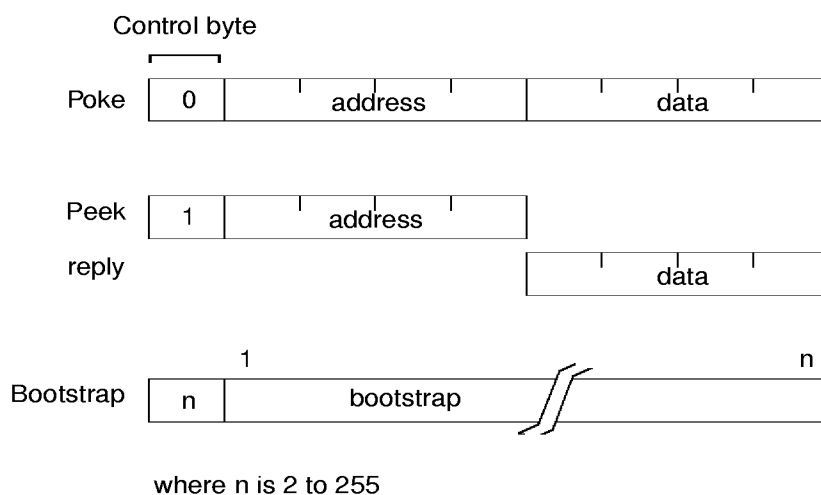 Control byte
Poke 0 address data
Peek 1 address
reply data
1 n
Bootstrap n bootstrap
where n is 2 to 255